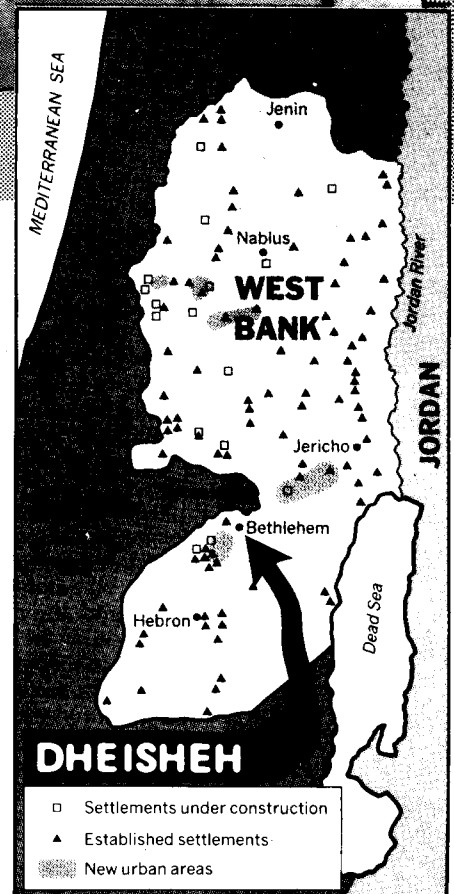 MEDITERRANEAN SEA
Jenin
Nablus
WEST
BANK
Jordan River
JORDAN
Jericho
Bethlehem
Hebron
Dead Sea
DHEISHEH
Settlements under construction
Established settlements
New urban areas